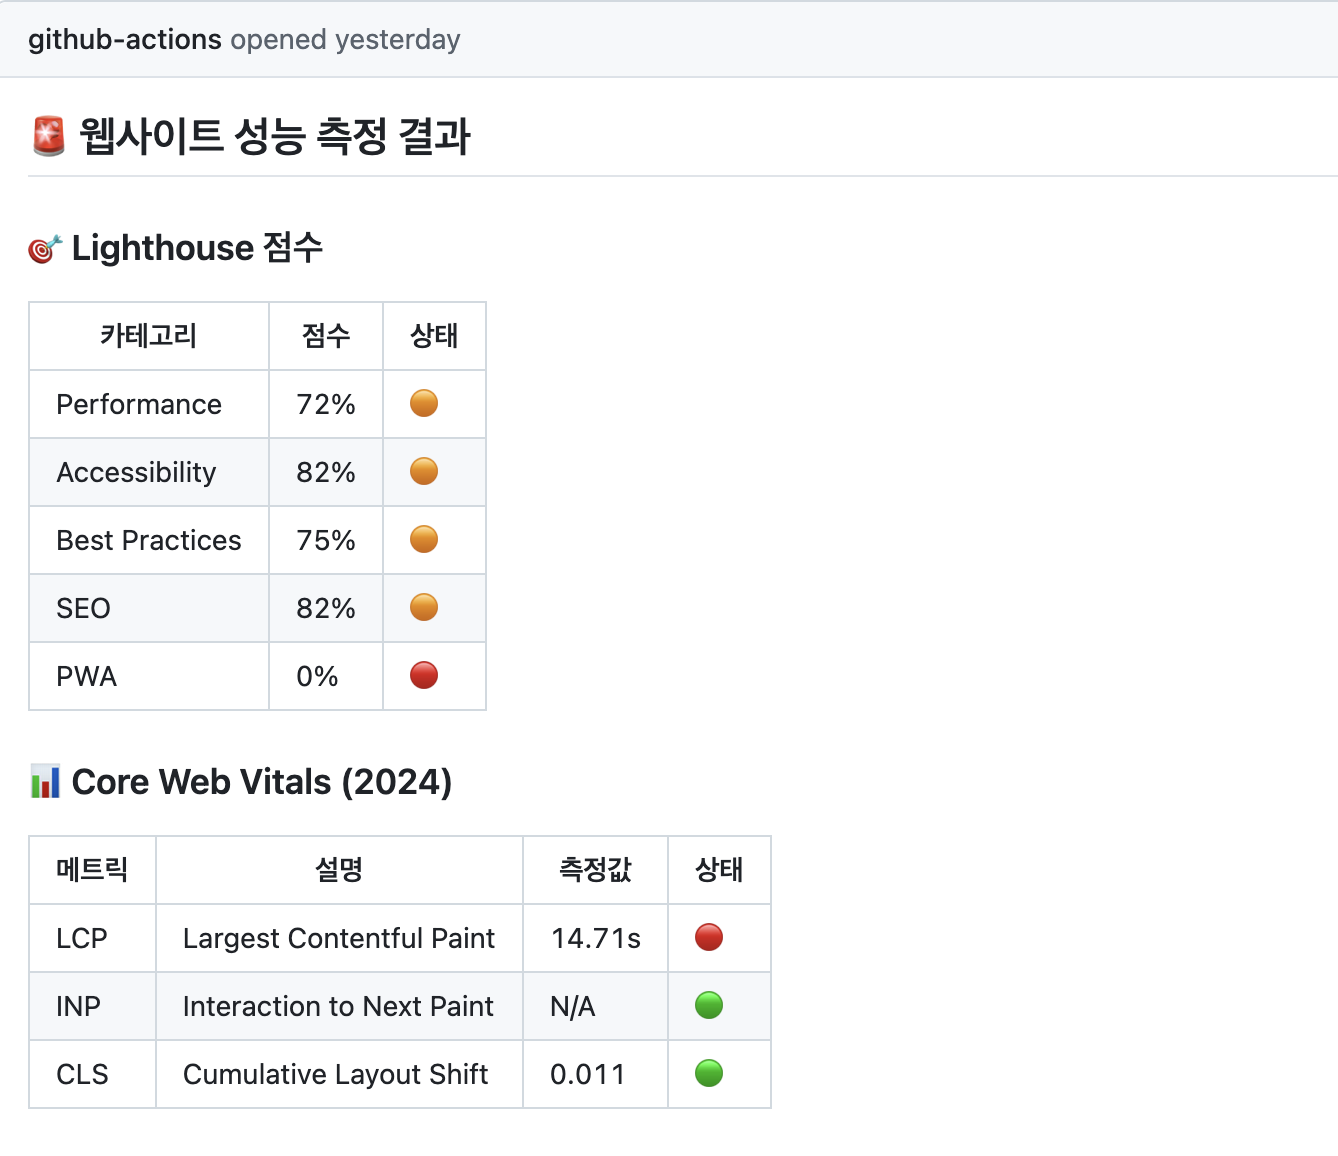 github-actions opened yesterday
🚨 웹사이트 성능 측정 결과
🎯 Lighthouse 점수
카테고리 점수 상태
Performance 72% 🟠
Accessibility 82% 🟠
Best Practices 75% 🟠
SEO 82% 🟠
PWA 0% 🔴
📊 Core Web Vitals (2024)
메트릭 설명 측정값 상태
LCP Largest Contentful Paint 14.71s 🔴
INP Interaction to Next Paint N/A 🟢
CLS Cumulative Layout Shift 0.011 🟢